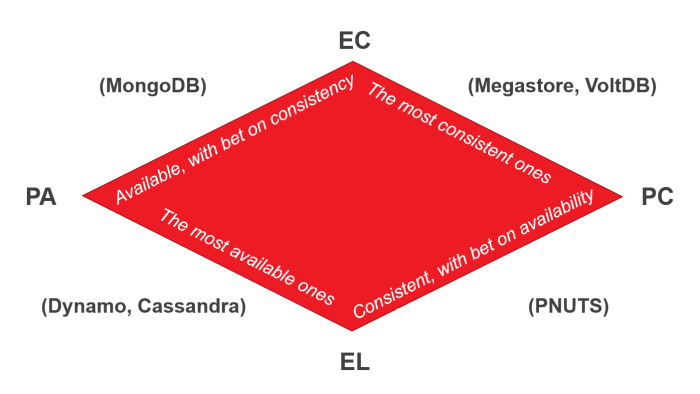 EC
(MongoDB)
(Megastore, VoltDB)
Available, with bet on consistency
The most consistent ones
PA
PC
The most available ones
Consistent, with bet on availability
(Dynamo, Cassandra)
(PNUTS)
EL